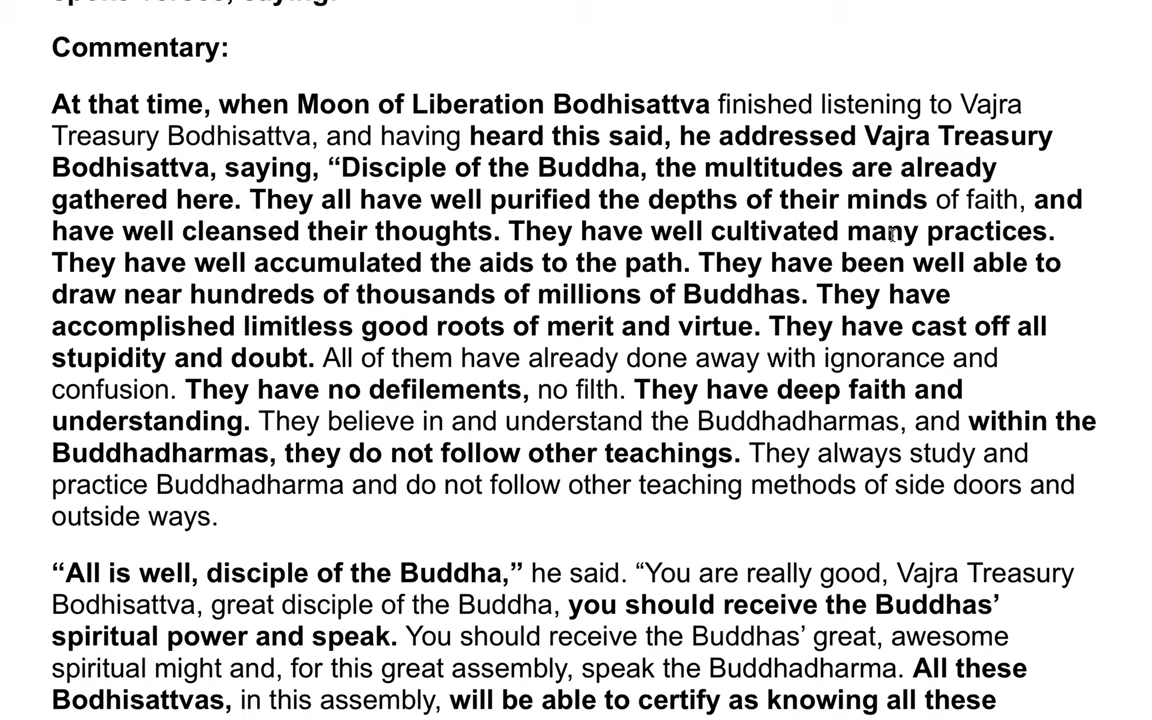 Commentary:
At that time, when Moon of Liberation Bodhisattva finished listening to Vajra
Treasury Bodhisattva, and having heard this said, he addressed Vajra Treasury
Bodhisattva, saying, “Disciple of the Buddha, the multitudes are already
gathered here. They all have well purified the depths of their minds of faith, and
have well cleansed their thoughts. They have well cultivated many practices.
They have well accumulated the aids to the path. They have been well able to
draw near hundreds of thousands of millions of Buddhas. They have
accomplished limitless good roots of merit and virtue. They have cast off all
stupidity and doubt. All of them have already done away with ignorance and
confusion. They have no defilements, no filth. They have deep faith and
understanding. They believe in and understand the Buddhadharmas, and within the
Buddhadharmas, they do not follow other teachings. They always study and
practice Buddhadharma and do not follow other teaching methods of side doors and
outside ways.
“All is well, disciple of the Buddha,” he said. “You are really good, Vajra Treasury
Bodhisattva, great disciple of the Buddha, you should receive the Buddhas’
spiritual power and speak. You should receive the Buddhas’ great, awesome
spiritual might and, for this great assembly, speak the Buddhadharma. All these
Bodhisattvas, in this assembly, will be able to certify as knowing all these